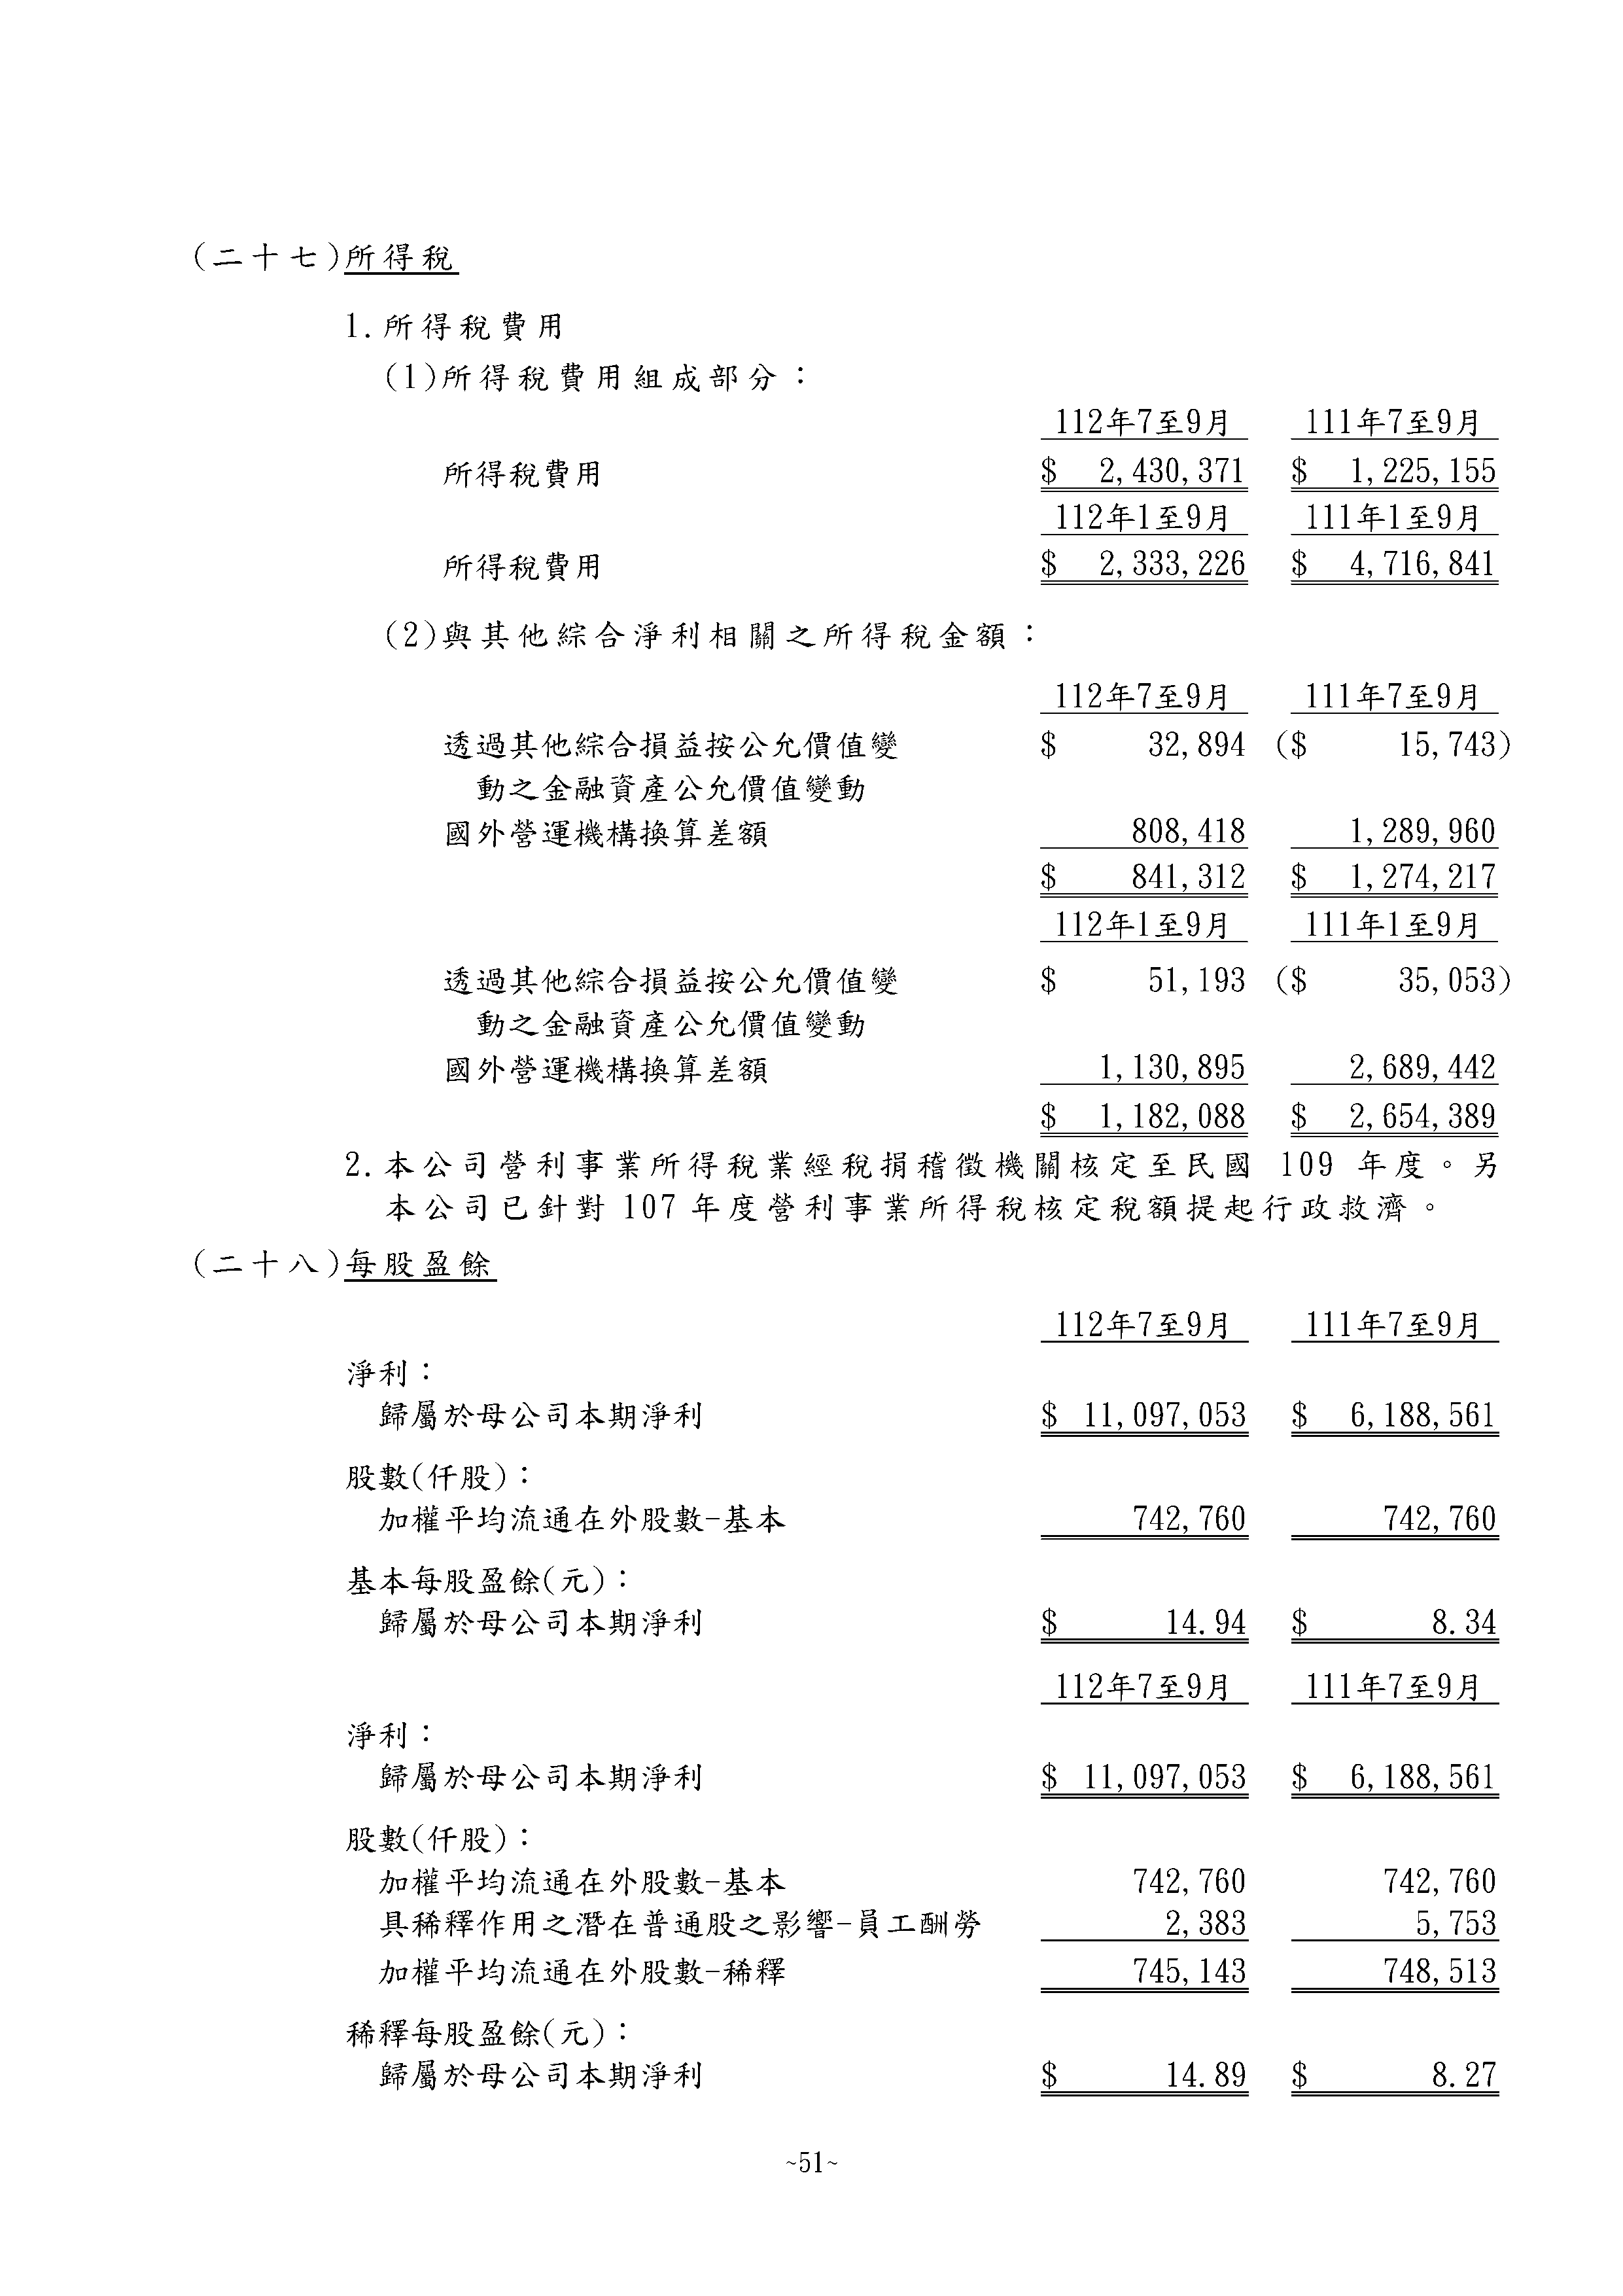 (二十七)所得稅
1.所得稅費用
(1)所得稅費用組成部分：
112年7至9月 111年7至9月
所得稅費用 $ 2,430,371 $ 1,225,155
112年1至9月 111年1至9月
所得稅費用 $ 2,333,226 $ 4,716,841
(2)與其他綜合淨利相關之所得稅金額：
112年7至9月 111年7至9月
透過其他綜合損益按公允價值變 $ 32,894 ($ 15,743)
動之金融資產公允價值變動
國外營運機構換算差額 808,418 1,289,960
$ 841,312 $ 1,274,217
112年1至9月 111年1至9月
透過其他綜合損益按公允價值變 $ 51,193 ($ 35,053)
動之金融資產公允價值變動
國外營運機構換算差額 1,130,895 2,689,442
$ 1,182,088 $ 2,654,389
2.本公司營利事業所得稅業經稅捐稽徵機關核定至民國 109 年度。另
本公司已針對 107 年度營利事業所得稅核定稅額提起行政救濟。
(二十八)每股盈餘
112年7至9月 111年7至9月
淨利：
歸屬於母公司本期淨利 $ 11,097,053 $ 6,188,561
股數(仟股)：
加權平均流通在外股數-基本 742,760 742,760
基本每股盈餘(元)：
歸屬於母公司本期淨利 $ 14.94 $ 8.34
112年7至9月 111年7至9月
淨利：
歸屬於母公司本期淨利 $ 11,097,053 $ 6,188,561
股數(仟股)：
加權平均流通在外股數-基本 742,760 742,760
具稀釋作用之潛在普通股之影響-員工酬勞 2,383 5,753
加權平均流通在外股數-稀釋 745,143 748,513
稀釋每股盈餘(元)：
歸屬於母公司本期淨利 $ 14.89 $ 8.27
~51~